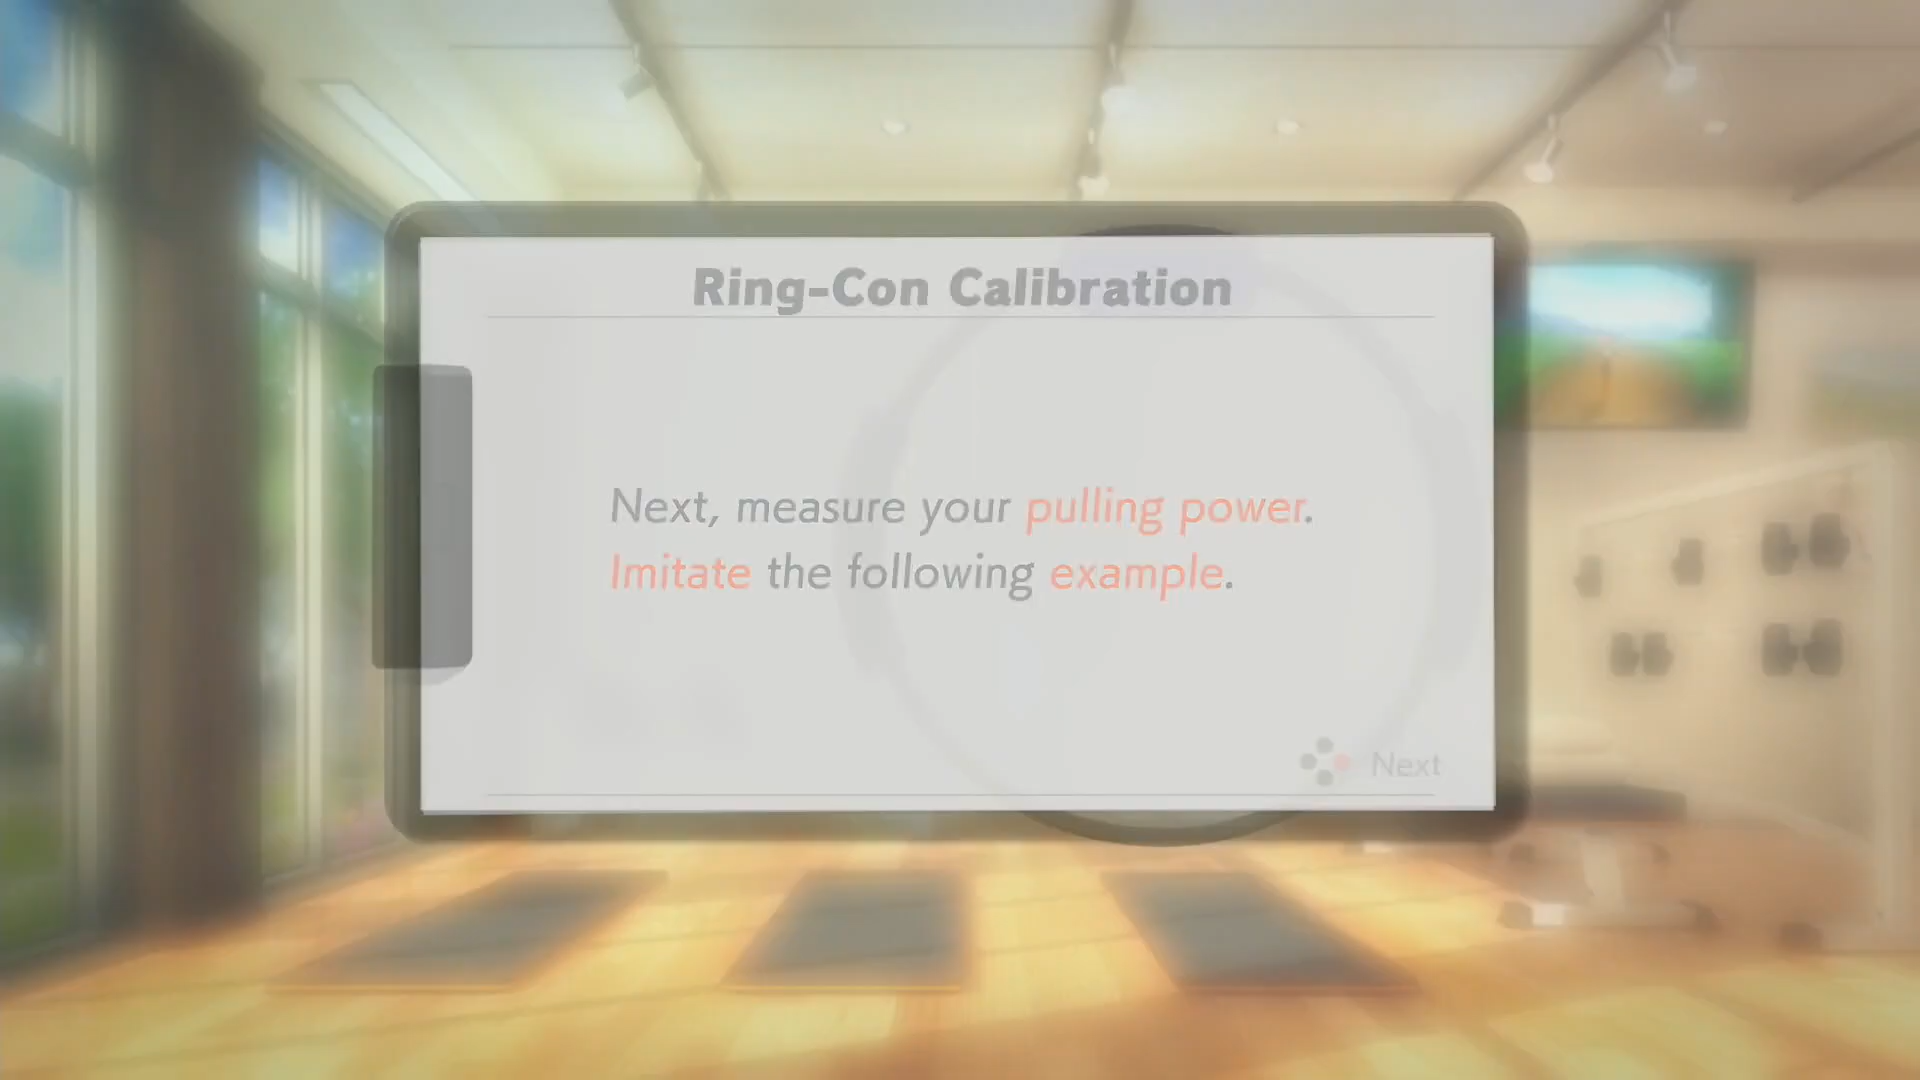 Ring-Con Calibration
Next, measure your pulling power.
Imitate the following example.
Next